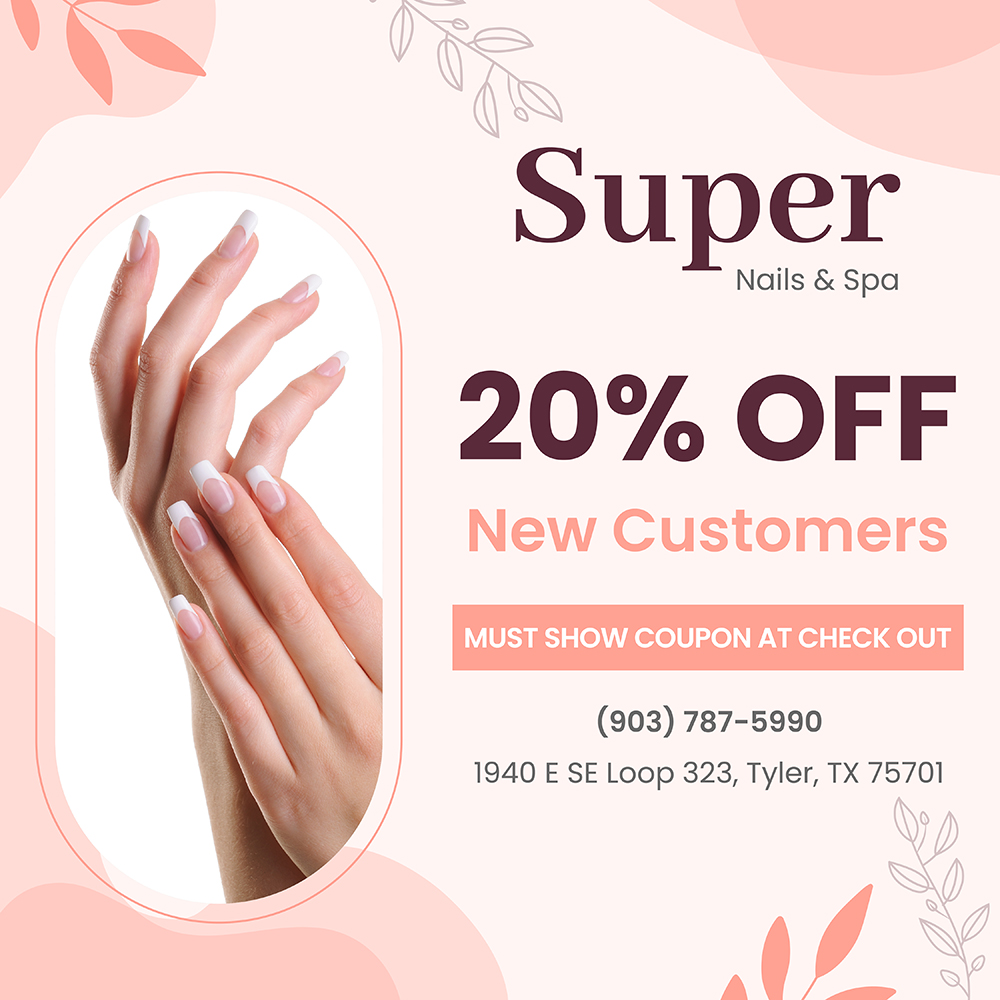 Super
Nails & Spa
20% OFF
New Customers
MUST SHOW COUPON AT CHECK OUT
(903) 787-5990
1940 E SE Loop 323, Tyler, TX 75701